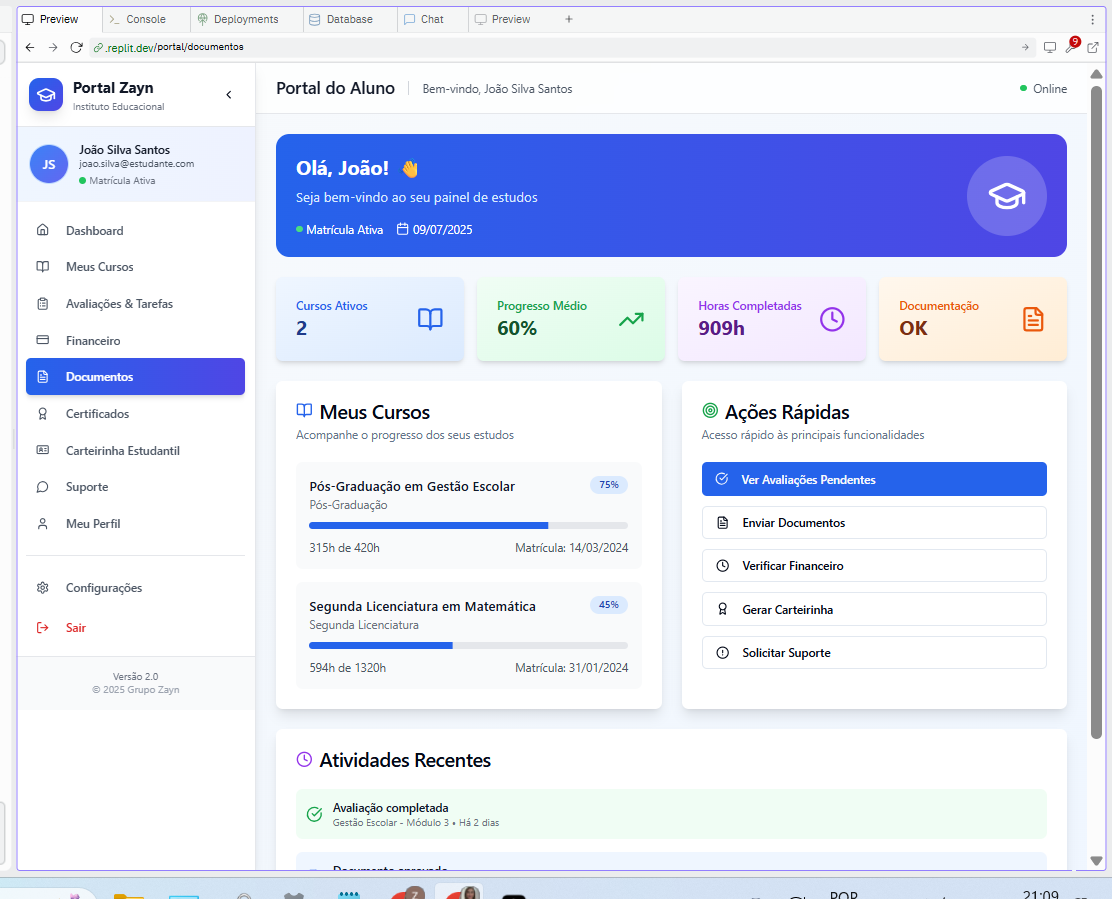 Preview
Console
Deployments
Database
Chat
Preview
.replit.dev/portal/documentos
9
Portal Zayn
Instituto Educacional
Portal do Aluno
Bem-vindo, João Silva Santos
Online
JS
João Silva Santos
joao.silva@estudante.com
Matrícula Ativa
Dashboard
Meus Cursos
Avaliações & Tarefas
Financeiro
Documentos
Certificados
Carteirinha Estudantil
Suporte
Meu Perfil
Configurações
Sair
Versão 2.0
© 2025 Grupo Zayn
Olá, João! 👋
Seja bem-vindo ao seu painel de estudos
Matrícula Ativa 09/07/2025
Cursos Ativos
2
Progresso Médio
60%
Horas Completadas
909h
Documentação
OK
Meus Cursos
Acompanhe o progresso dos seus estudos
Pós-Graduação em Gestão Escolar 75%
Pós-Graduação
315h de 420h Matrícula: 14/03/2024
Segunda Licenciatura em Matemática 45%
Segunda Licenciatura
594h de 1320h Matrícula: 31/01/2024
Ações Rápidas
Acesso rápido às principais funcionalidades
Ver Avaliações Pendentes
Enviar Documentos
Verificar Financeiro
Gerar Carteirinha
Solicitar Suporte
Atividades Recentes
Avaliação completada
Gestão Escolar - Módulo 3 • Há 2 dias
Documento aprovado
Z
POR
21:09